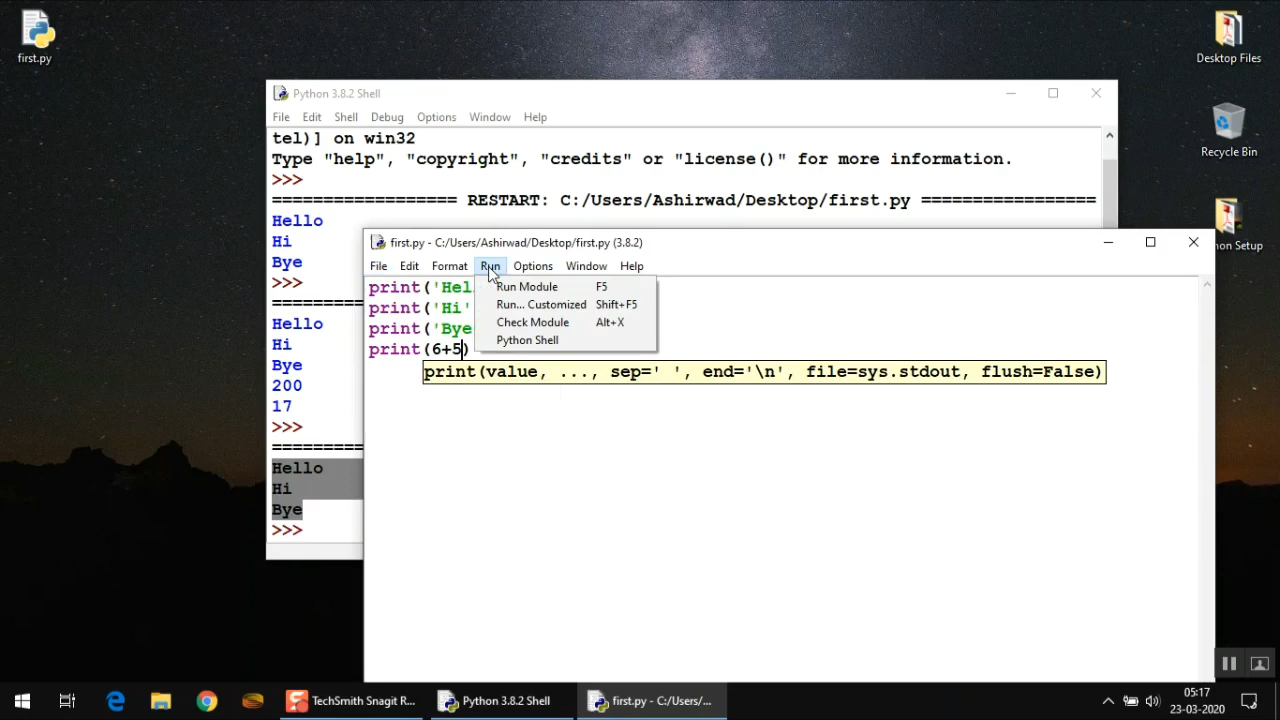 first.py
Desktop Files
Recycle Bin
on Setup
Python 3.8.2 Shell
File Edit Shell Debug Options Window Help
tel)] on win32
Type "help", "copyright", "credits" or "license()" for more information.
>>>
================== RESTART: C:/Users/Ashirwad/Desktop/first.py =================
Hello
Hi
Bye
>>>
=========
Hello
Hi
Bye
200
17
>>>
=========
Hello
Hi
Bye
>>>
first.py - C:/Users/Ashirwad/Desktop/first.py (3.8.2)
File Edit Format Run Options Window Help
print('Hel
print('Hi'
print('Bye
print(6+5)
Run Module F5
Run... Customized Shift+F5
Check Module Alt+X
Python Shell
print(value, ..., sep=' ', end='\n', file=sys.stdout, flush=False)
TechSmith Snagit R...
Python 3.8.2 Shell
first.py - C:/Users/...
05:17
23-03-2020